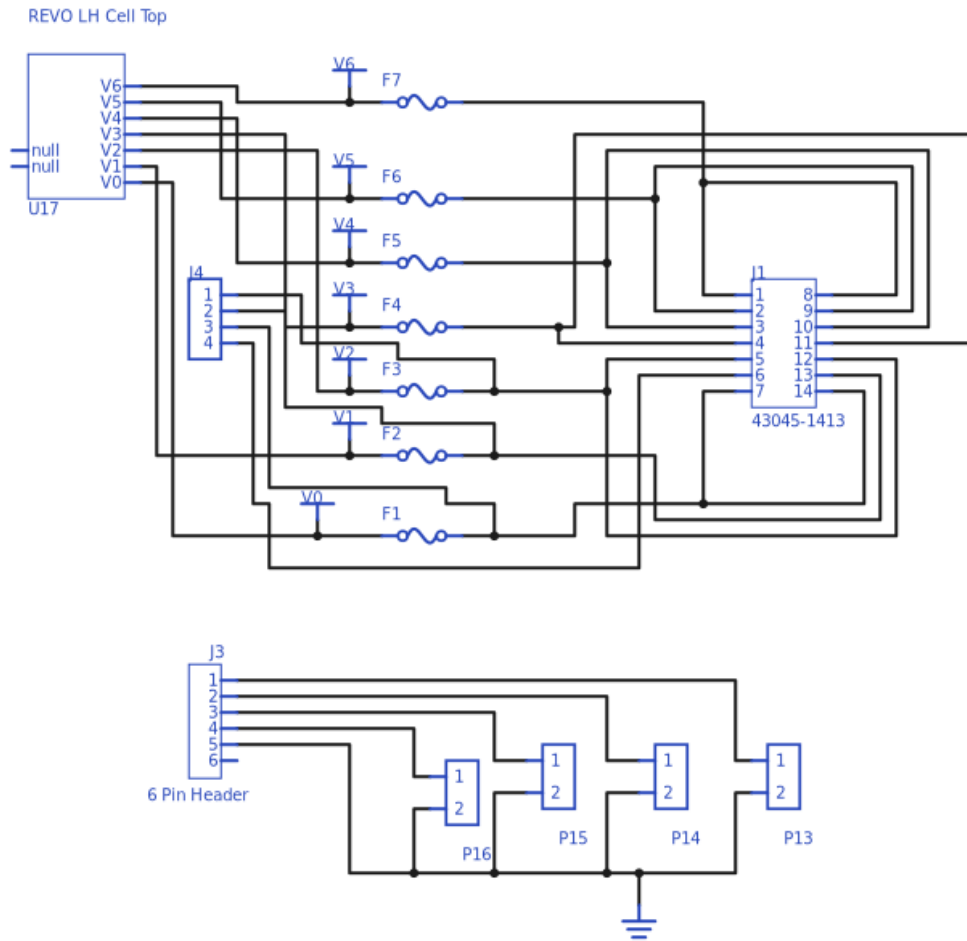 REVO LH Cell Top
V6
V5
V4
V3
V2
V1
V0
null
null
U17
V6
F7
V5
F6
V4
F5
V3
F4
V2
F3
V1
F2
V0
F1
J4
1
2
3
4
J1
1 8
2 9
3 10
4 11
5 12
6 13
7 14
43045-1413
J3
1
2
3
4
5
6
6 Pin Header
1
2
P16
1
2
P15
1
2
P14
1
2
P13